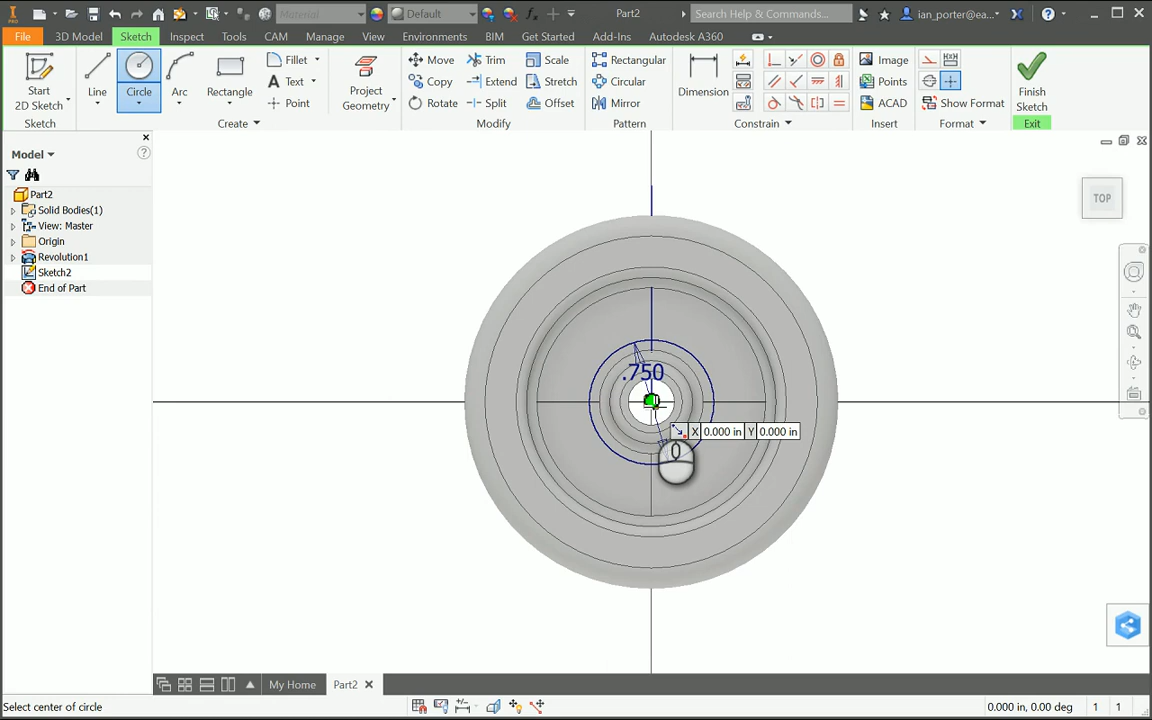 PRO Material Default Part2 Search Help & Commands... ian_porter@ea...
File 3D Model Sketch Inspect Tools CAM Manage View Environments BIM Get Started Add-Ins Autodesk A360
Start 2D Sketch Line Circle Arc Rectangle Fillet Text Point Project Geometry Move Copy Rotate Trim Extend Split Scale Stretch Offset Rectangular Circular Mirror Dimension Image Points ACAD Show Format Finish Sketch
Sketch Create Modify Pattern Constrain Insert Format Exit
Model
Part2
Solid Bodies(1)
View: Master
Origin
Revolution1
Sketch2
End of Part
TOP
.750
X 0.000 in Y 0.000 in
My Home Part2
Select center of circle 0.000 in, 0.00 deg 1 1